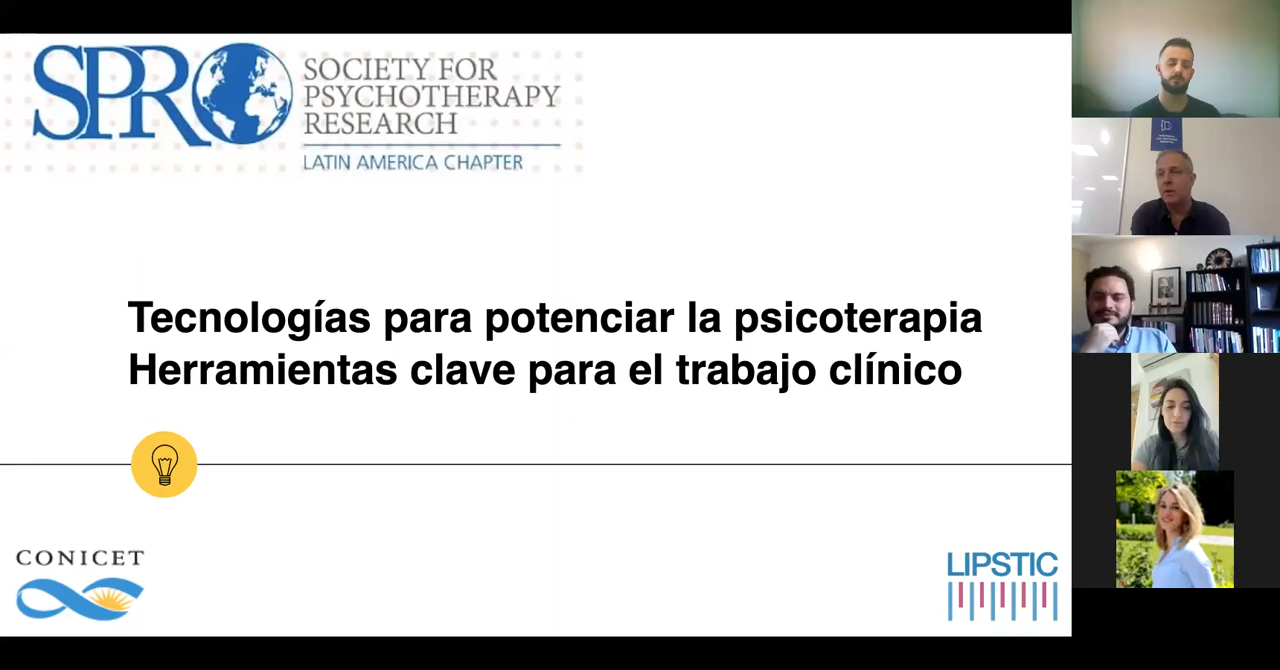 SPR
SOCIETY FOR
PSYCHOTHERAPY
RESEARCH
LATIN AMERICA CHAPTER
Tecnologías para potenciar la psicoterapia
Herramientas clave para el trabajo clínico
CONICET
LIPSTIC